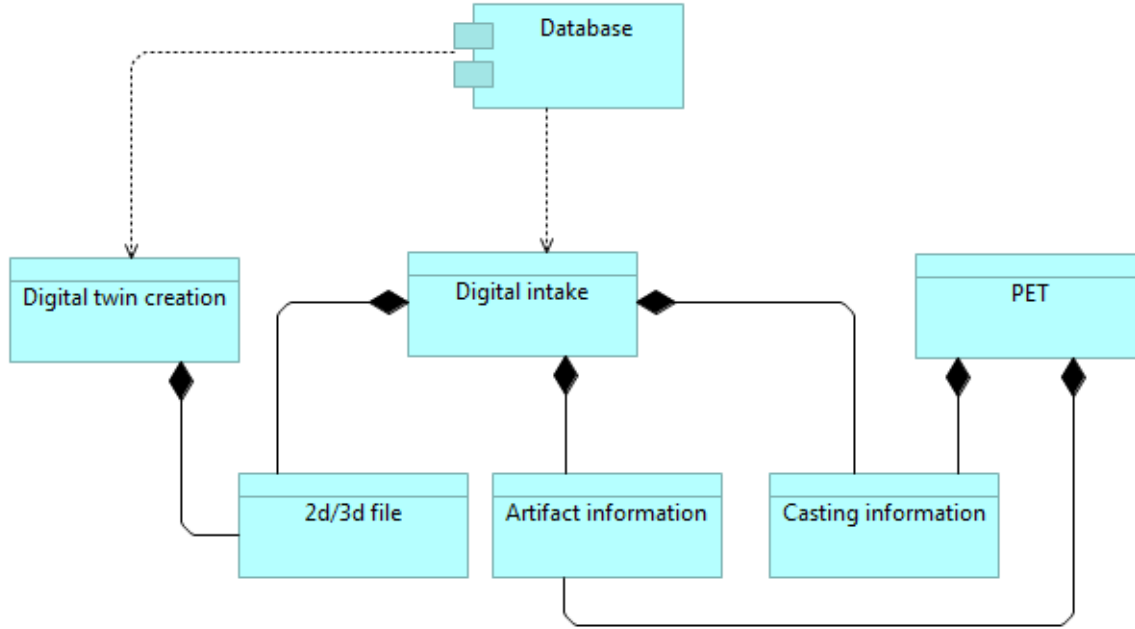 Database
Digital twin creation
Digital intake
PET
2d/3d file
Artifact information
Casting information